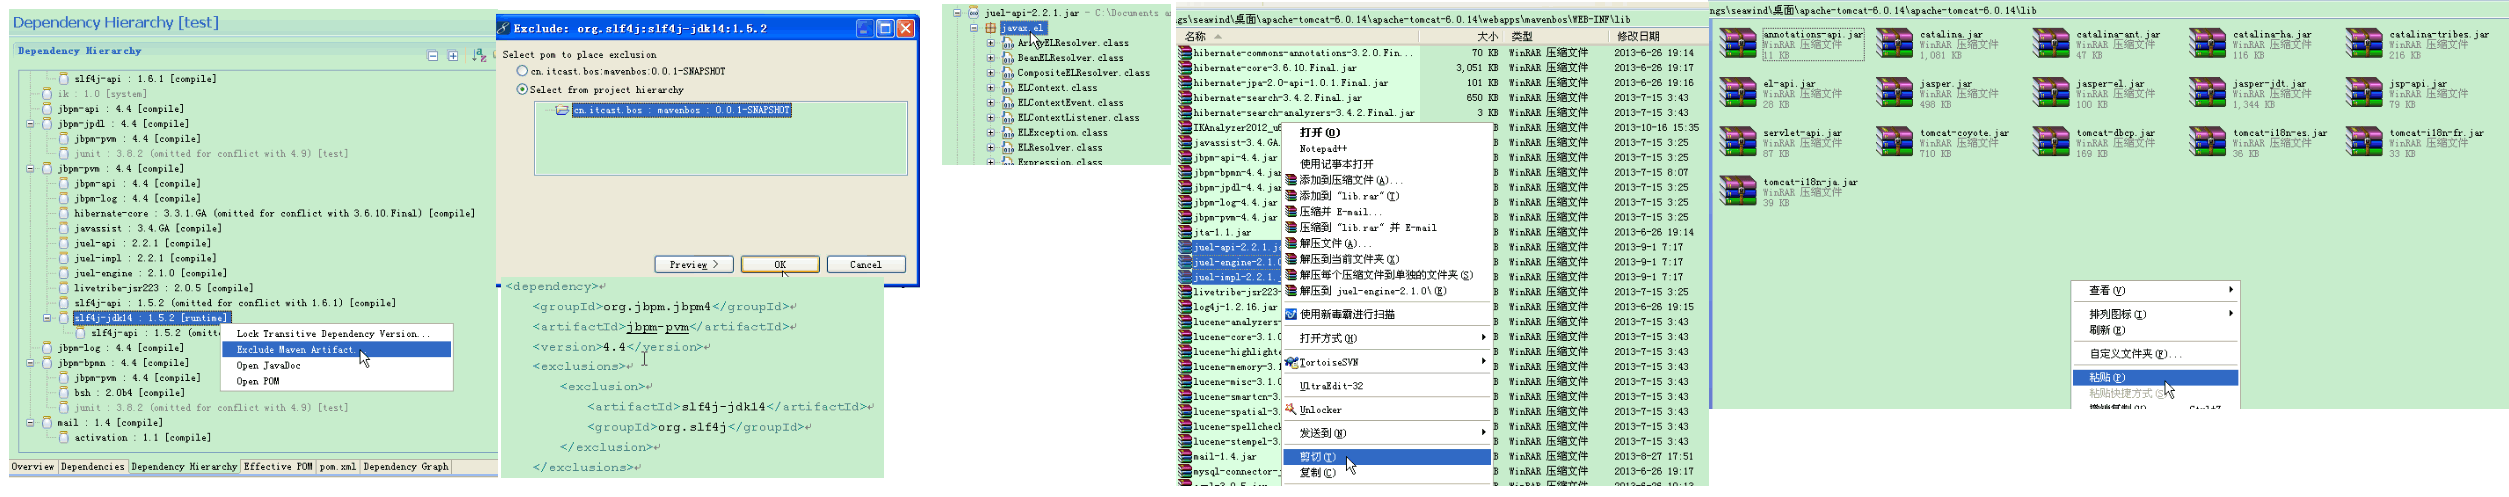 Dependency Hierarchy [test]
Dependency Hierarchy
slf4j-api : 1.6.1 [compile]
ik : 1.0 [system]
jbpm-api : 4.4 [compile]
jbpm-jpdl : 4.4 [compile]
jbpm-pvm : 4.4 [compile]
junit : 3.8.2 (omitted for conflict with 4.9) [test]
jbpm-pvm : 4.4 [compile]
jbpm-api : 4.4 [compile]
jbpm-log : 4.4 [compile]
hibernate-core : 3.3.1.GA (omitted for conflict with 3.6.10.Final) [compile]
javassist : 3.4.GA [compile]
juel-api : 2.2.1 [compile]
juel-impl : 2.2.1 [compile]
juel-engine : 2.1.0 [compile]
livetribe-jsr223 : 2.0.5 [compile]
slf4j-api : 1.5.2 (omitted for conflict with 1.6.1) [compile]
slf4j-jdk14 : 1.5.2 [runtime]
slf4j-api : 1.5.2 (omitt
jbpm-log : 4.4 [compile]
jbpm-bpmn : 4.4 [compile]
jbpm-pvm : 4.4 [compile]
bsh : 2.0b4 [compile]
junit : 3.8.2 (omitted for conflict with 4.9) [test]
mail : 1.4 [compile]
activation : 1.1 [compile]
Lock Transitive Dependency Version...
Exclude Maven Artifact...
Open JavaDoc
Open POM
Overview Dependencies Dependency Hierarchy Effective POM pom.xml Dependency Graph
Exclude: org.slf4j:slf4j-jdk14:1.5.2
Select pom to place exclusion
cn.itcast.bos:mavenbos:0.0.1-SNAPSHOT
Select from project hierarchy
cn.itcast.bos : mavenbos : 0.0.1-SNAPSHOT
Preview > OK Cancel
<dependency>
<groupId>org.jbpm.jbpm4</groupId>
<artifactId>jbpm-pvm</artifactId>
<version>4.4</version>
<exclusions>
<exclusion>
<artifactId>slf4j-jdk14</artifactId>
<groupId>org.slf4j</groupId>
</exclusion>
</exclusions>
juel-api-2.2.1.jar - C:\Documents a
javax.el
ArrayELResolver.class
BeanELResolver.class
CompositeELResolver.class
ELContext.class
ELContextEvent.class
ELContextListener.class
ELException.class
ELResolver.class
Expression.class
ngs\seawind\桌面\apache-tomcat-6.0.14\apache-tomcat-6.0.14\webapps\mavenbos\WEB-INF\lib
名称 大小 类型 修改日期
hibernate-commons-annotations-3.2.0.Fin... 70 KB WinRAR 压缩文件 2013-6-26 19:14
hibernate-core-3.6.10.Final.jar 3,051 KB WinRAR 压缩文件 2013-6-26 19:17
hibernate-jpa-2.0-api-1.0.1.Final.jar 101 KB WinRAR 压缩文件 2013-6-26 19:16
hibernate-search-3.4.2.Final.jar 650 KB WinRAR 压缩文件 2013-7-15 3:43
hibernate-search-analyzers-3.4.2.Final.jar 3 KB WinRAR 压缩文件 2013-7-15 3:43
IKAnalyzer2012_u6 B WinRAR 压缩文件 2013-10-16 15:35
javassist-3.4.GA. B WinRAR 压缩文件 2013-7-15 3:25
jbpm-api-4.4.jar B WinRAR 压缩文件 2013-7-15 3:25
jbpm-bpmn-4.4.jar B WinRAR 压缩文件 2013-7-15 8:07
jbpm-jpdl-4.4.jar B WinRAR 压缩文件 2013-7-15 3:25
jbpm-log-4.4.jar B WinRAR 压缩文件 2013-7-15 3:25
jbpm-pvm-4.4.jar B WinRAR 压缩文件 2013-7-15 3:25
jta-1.1.jar B WinRAR 压缩文件 2013-6-26 19:14
juel-api-2.2.1.ja B WinRAR 压缩文件 2013-9-1 7:17
juel-engine-2.1.0 B WinRAR 压缩文件 2013-9-1 7:17
juel-impl-2.2.1.j B WinRAR 压缩文件 2013-9-1 7:17
livetribe-jsr223- B WinRAR 压缩文件 2013-7-15 3:25
log4j-1.2.16.jar B WinRAR 压缩文件 2013-6-26 19:15
lucene-analyzers- B WinRAR 压缩文件 2013-7-15 3:43
lucene-core-3.1.0 B WinRAR 压缩文件 2013-7-15 3:43
lucene-highlighte B WinRAR 压缩文件 2013-7-15 3:43
lucene-memory-3.1 B WinRAR 压缩文件 2013-7-15 3:43
lucene-misc-3.1.0 B WinRAR 压缩文件 2013-7-15 3:43
lucene-smartcn-3. B WinRAR 压缩文件 2013-7-15 3:43
lucene-spatial-3. B WinRAR 压缩文件 2013-7-15 3:43
lucene-spellcheck B WinRAR 压缩文件 2013-7-15 3:43
lucene-stempel-3. B WinRAR 压缩文件 2013-7-15 3:43
mail-1.4.jar B WinRAR 压缩文件 2013-8-27 17:51
mysql-connector-j B WinRAR 压缩文件 2013-6-26 19:17
打开(O)
Notepad++
使用记事本打开
添加到压缩文件(A)...
添加到 "lib.rar"(T)
压缩并 E-mail...
压缩到 "lib.rar" 并 E-mail
解压文件(A)...
解压到当前文件夹(X)
解压每个压缩文件到单独的文件夹(S)
解压到 juel-engine-2.1.0\(E)
使用新毒霸进行扫描
打开方式(H)
TortoiseSVN
UltraEdit-32
Unlocker
发送到(N)
剪切(T)
复制(C)
ngs\seawind\桌面\apache-tomcat-6.0.14\apache-tomcat-6.0.14\lib
annotations-api.jar
WinRAR 压缩文件
11 KB
catalina.jar
WinRAR 压缩文件
1,061 KB
catalina-ant.jar
WinRAR 压缩文件
47 KB
catalina-ha.jar
WinRAR 压缩文件
116 KB
catalina-tribes.jar
WinRAR 压缩文件
216 KB
el-api.jar
WinRAR 压缩文件
28 KB
jasper.jar
WinRAR 压缩文件
498 KB
jasper-el.jar
WinRAR 压缩文件
100 KB
jasper-jdt.jar
WinRAR 压缩文件
1,344 KB
jsp-api.jar
WinRAR 压缩文件
79 KB
servlet-api.jar
WinRAR 压缩文件
87 KB
tomcat-coyote.jar
WinRAR 压缩文件
710 KB
tomcat-dbcp.jar
WinRAR 压缩文件
169 KB
tomcat-i18n-es.jar
WinRAR 压缩文件
36 KB
tomcat-i18n-fr.jar
WinRAR 压缩文件
33 KB
tomcat-i18n-ja.jar
WinRAR 压缩文件
39 KB
查看(V)
排列图标(I)
刷新(E)
自定义文件夹(F)...
粘贴(P)
粘贴快捷方式(S)